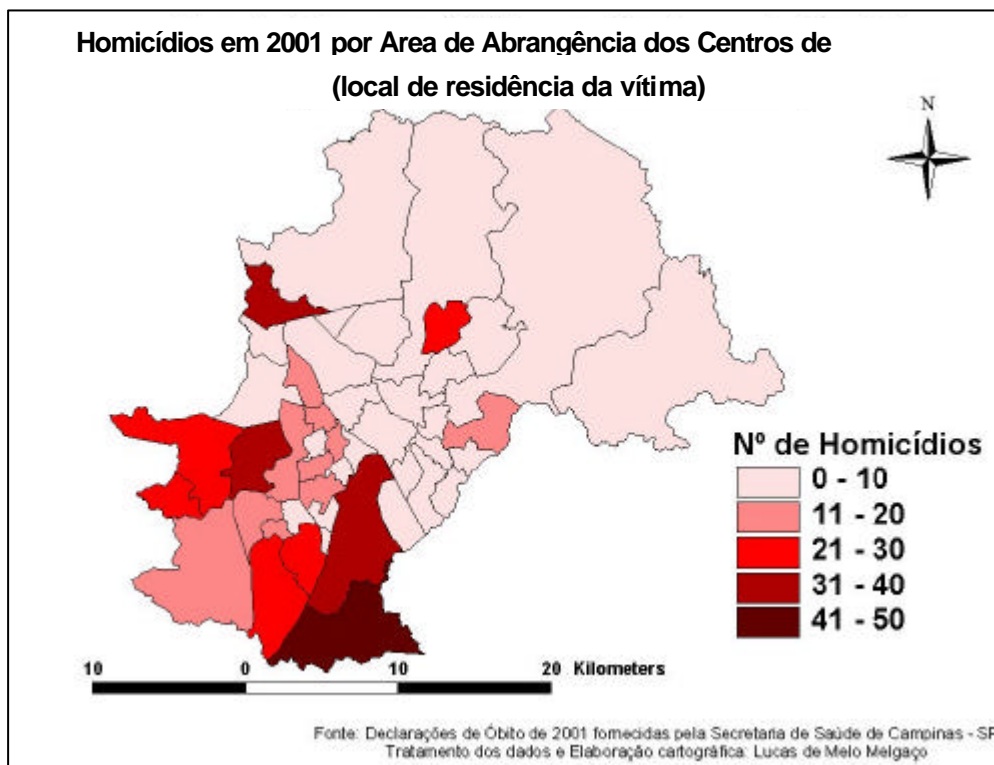 Homicídios em 2001 por Area de Abrangência dos Centros de
(local de residência da vítima)
N
Nº de Homicídios
0 - 10
11 - 20
21 - 30
31 - 40
41 - 50
10 0 10 20 Kilometers
Fonte: Declarações de Óbito de 2001 fornecidas pela Secretaria de Saúde de Campinas - SP
Tratamento dos dados e Elaboração cartográfica: Lucas de Melo Melgaço